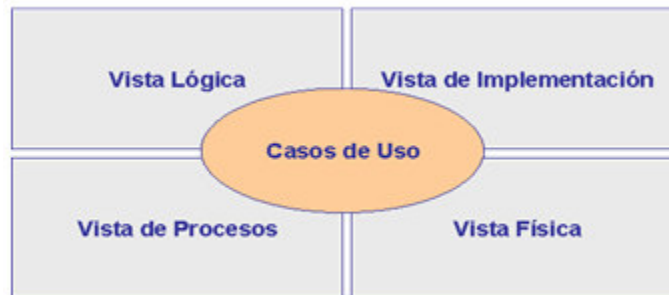 Vista Lógica
Vista de Implementación
Casos de Uso
Vista de Procesos
Vista Física